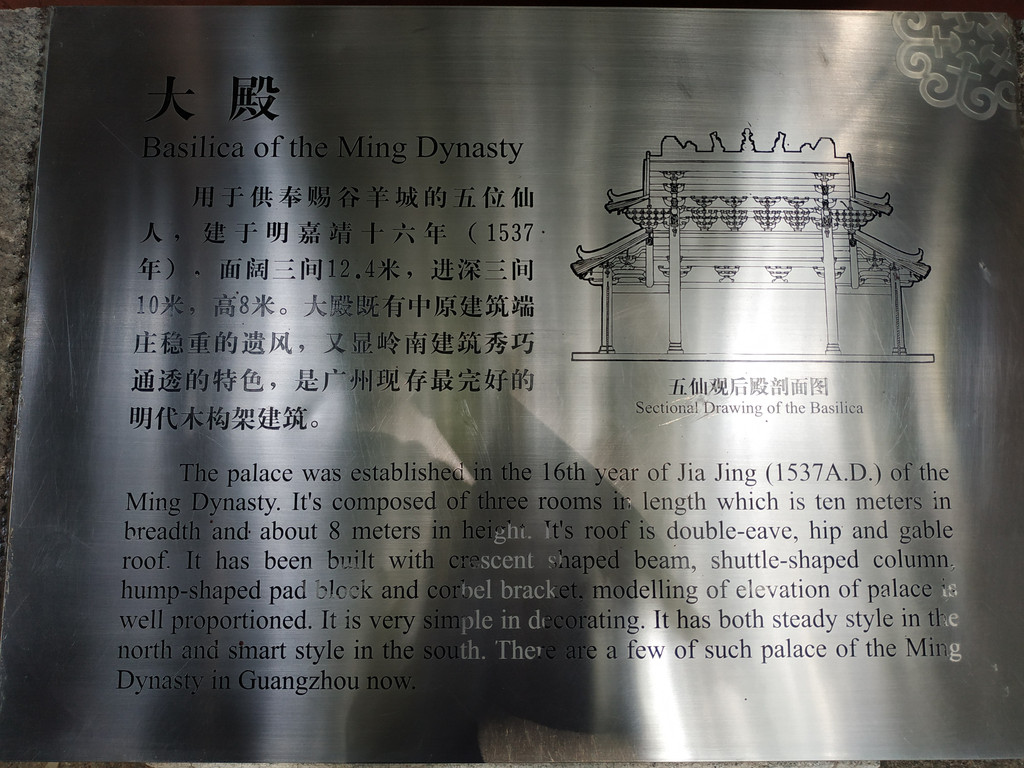 大 殿
Basilica of the Ming Dynasty
用于供奉赐谷羊城的五位仙
人，建于明嘉靖十六年（1537
年），面阔三间12.4米，进深三间
10米，高8米。大殿既有中原建筑端
庄稳重的遗风，又显岭南建筑秀巧
通透的特色，是广州现存最完好的
明代木构架建筑。
五仙观后殿剖面图
Sectional Drawing of the Basilica
The palace was established in the 16th year of Jia Jing (1537A.D.) of the
Ming Dynasty. It's composed of three rooms in length which is ten meters in
breadth and about 8 meters in height. It's roof is double-eave, hip and gable
roof. It has been built with crescent shaped beam, shuttle-shaped column,
hump-shaped pad block and corbel bracket. modelling of elevation of palace is
well proportioned. It is very simple in decorating. It has both steady style in the
north and smart style in the south. There are a few of such palace of the Ming
Dynasty in Guangzhou now.